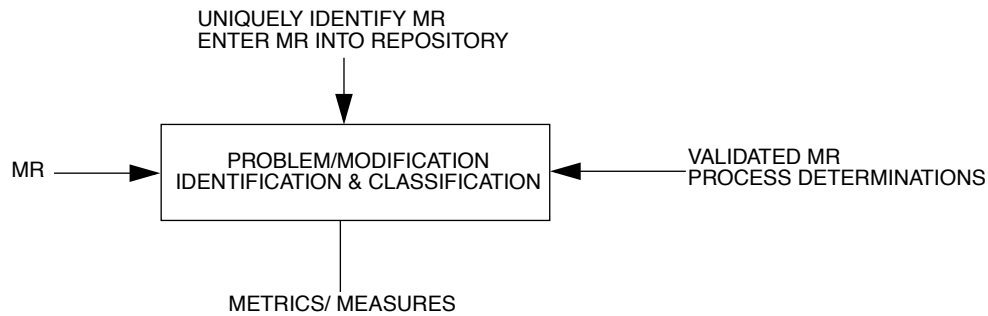 UNIQUELY IDENTIFY MR
ENTER MR INTO REPOSITORY
MR
PROBLEM/MODIFICATION
IDENTIFICATION & CLASSIFICATION
VALIDATED MR
PROCESS DETERMINATIONS
METRICS/ MEASURES